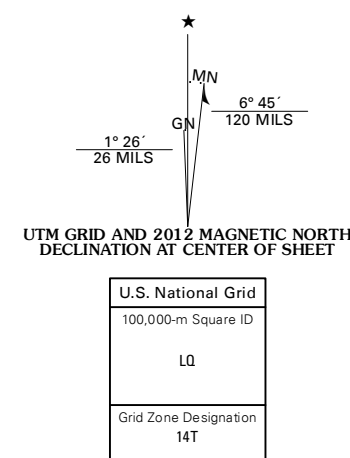 ★
MN
GN
6° 45´
120 MILS
1° 26´
26 MILS
UTM GRID AND 2012 MAGNETIC NORTH
DECLINATION AT CENTER OF SHEET
U.S. National Grid
100,000-m Square ID
LQ
Grid Zone Designation
14T